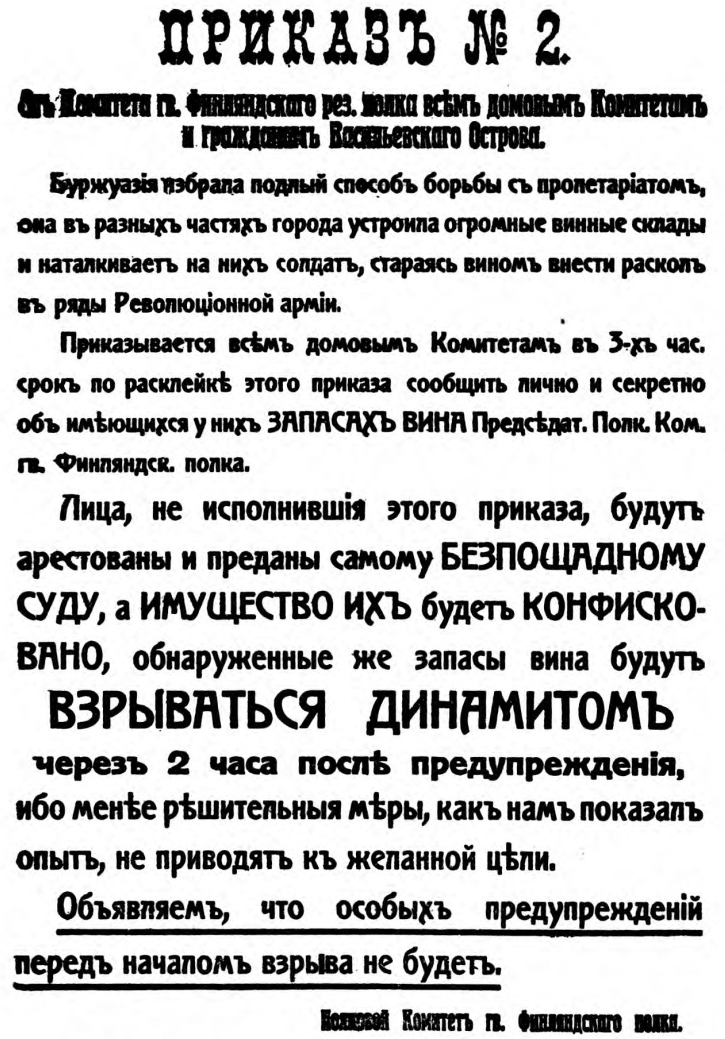 ПРИКАЗЪ № 2.
Отъ Комитета гв. Финляндскаго рез. полка всѣмъ домовымъ Комитетамъ
и гражданамъ Васильевскаго Острова.
Буржуазія избрала подлый способъ борьбы съ пролетаріатомъ,
она въ разныхъ частяхъ города устроила огромные винные склады
и наталкиваетъ на нихъ солдатъ, стараясь виномъ внести расколъ
въ ряды Революціонной арміи.
Приказывается всѣмъ домовымъ Комитетамъ въ 3-хъ час.
срокъ по расклейкѣ этого приказа сообщить лично и секретно
объ имѣющихся у нихъ ЗАПАСАХЪ ВИНА Предсѣдат. Полк. Ком.
гв. Финляндск. полка.
Лица, не исполнившія этого приказа, будутъ
арестованы и преданы самому БЕЗПОЩАДНОМУ
СУДУ, а ИМУЩЕСТВО ИХЪ будетъ КОНФИСКО-
ВАНО, обнаруженные же запасы вина будутъ
ВЗРЫВАТЬСЯ ДИНАМИТОМЪ
черезъ 2 часа послѣ предупрежденія,
ибо менѣе рѣшительныя мѣры, какъ намъ показалъ
опытъ, не приводятъ къ желанной цѣли.
Объявляемъ, что особыхъ предупрежденій
передъ началомъ взрыва не будетъ.
Полковой Комитетъ гв. Финляндскаго полка.